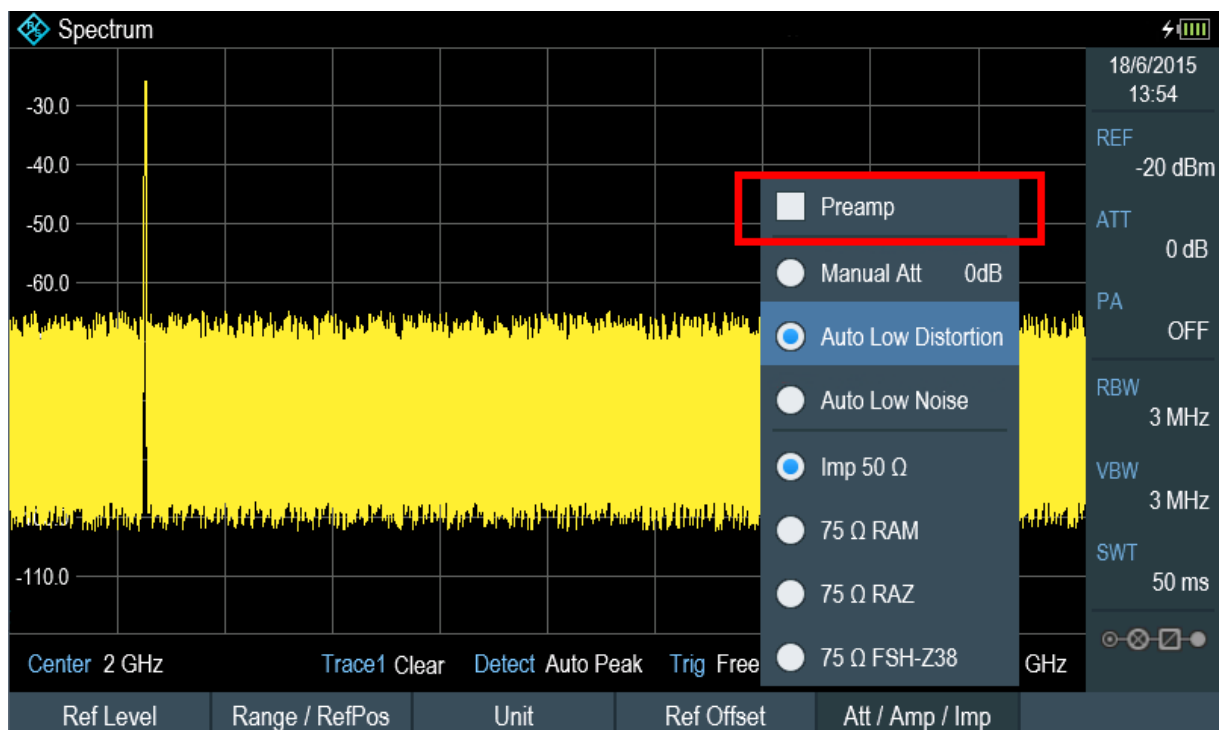 Spectrum
18/6/2015
13:54
-30.0
-40.0
-50.0
-60.0
-110.0
REF
-20 dBm
ATT
0 dB
PA
OFF
RBW
3 MHz
VBW
3 MHz
SWT
50 ms
Preamp
Manual Att 0dB
Auto Low Distortion
Auto Low Noise
Imp 50 Ω
75 Ω RAM
75 Ω RAZ
75 Ω FSH-Z38
Center 2 GHz Trace1 Clear Detect Auto Peak Trig Free GHz
Ref Level Range / RefPos Unit Ref Offset Att / Amp / Imp